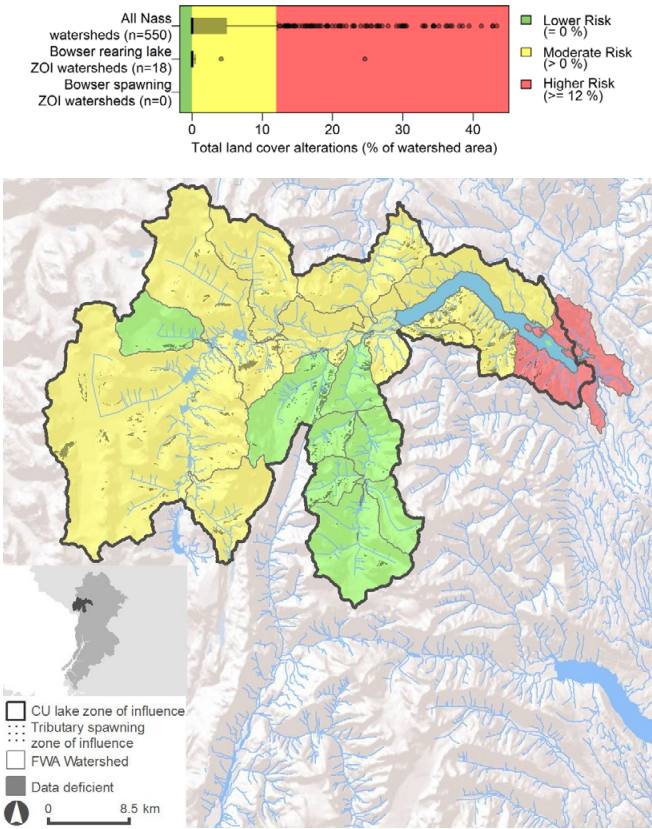 All Nass
watersheds (n=550)
Bowser rearing lake
ZOI watersheds (n=18)
Bowser spawning
ZOI watersheds (n=0)
0
10
20
30
40
Total land cover alterations (% of watershed area)
Lower Risk
(= 0 %)
Moderate Risk
(> 0 %)
Higher Risk
(>= 12 %)
CU lake zone of influence
Tributary spawning
zone of influence
FWA Watershed
Data deficient
0
8.5 km